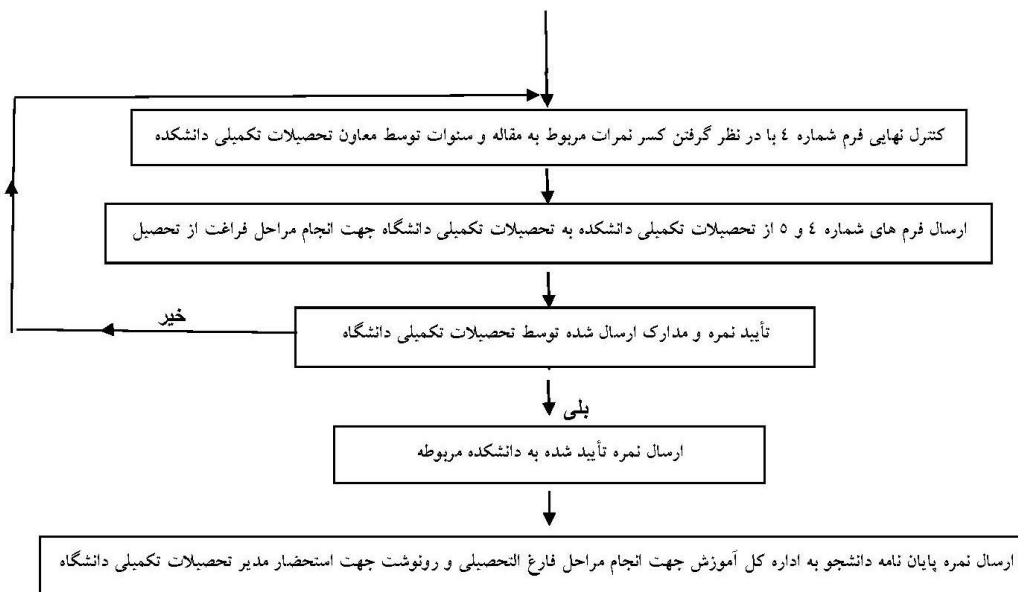 کنترل نهایی فرم شماره ٤ با در نظر گرفتن کسر نمرات مربوط به مقاله و سنوات توسط معاون تحصیلات تکمیلی دانشکده
ارسال فرم های شماره ٤ و ٥ از تحصیلات تکمیلی دانشکده به تحصیلات تکمیلی دانشگاه جهت انجام مراحل فراغت از تحصیل
خیر
تأیید نمره و مدارک ارسال شده توسط تحصیلات تکمیلی دانشگاه
بلی
ارسال نمره تأیید شده به دانشکده مربوطه
ارسال نمره پایان نامه دانشجو به اداره کل آموزش جهت انجام مراحل فارغ التحصیلی و رونوشت جهت استحضار مدیر تحصیلات تکمیلی دانشگاه